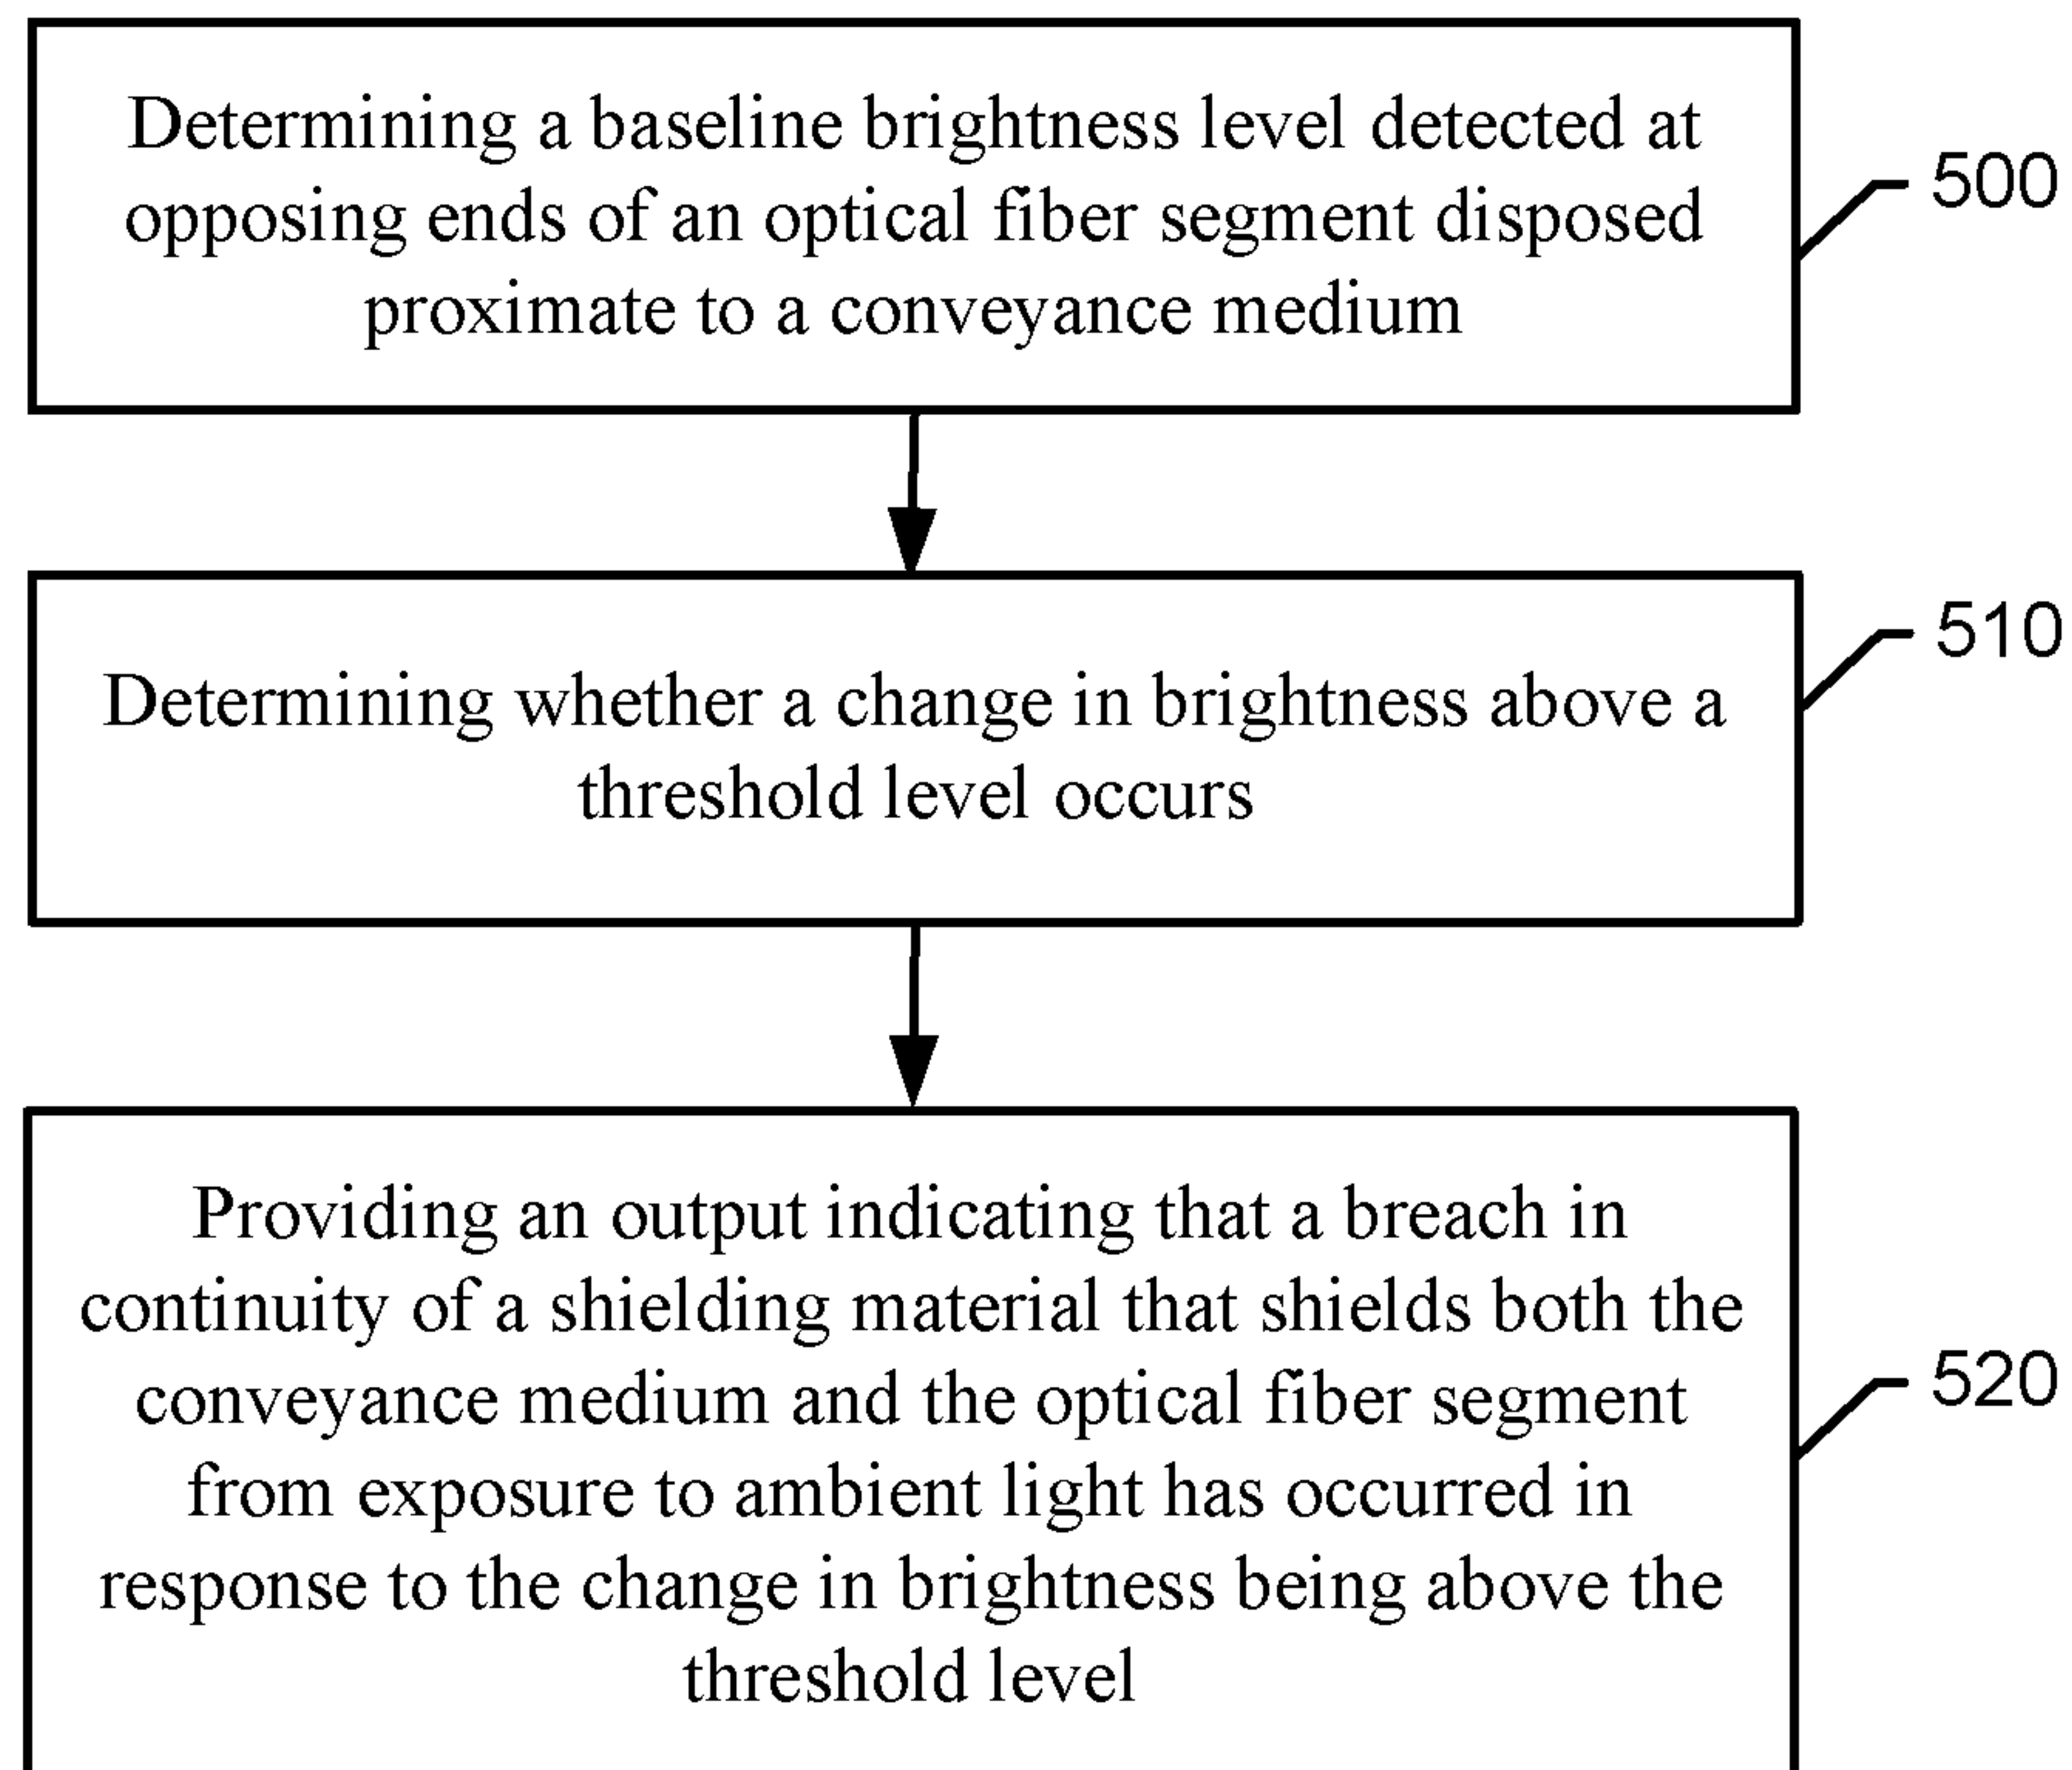 Determining a baseline brightness level detected at
opposing ends of an optical fiber segment disposed
proximate to a conveyance medium
500
Determining whether a change in brightness above a
threshold level occurs
510
Providing an output indicating that a breach in
continuity of a shielding material that shields both the
conveyance medium and the optical fiber segment
from exposure to ambient light has occurred in
response to the change in brightness being above the
threshold level
520